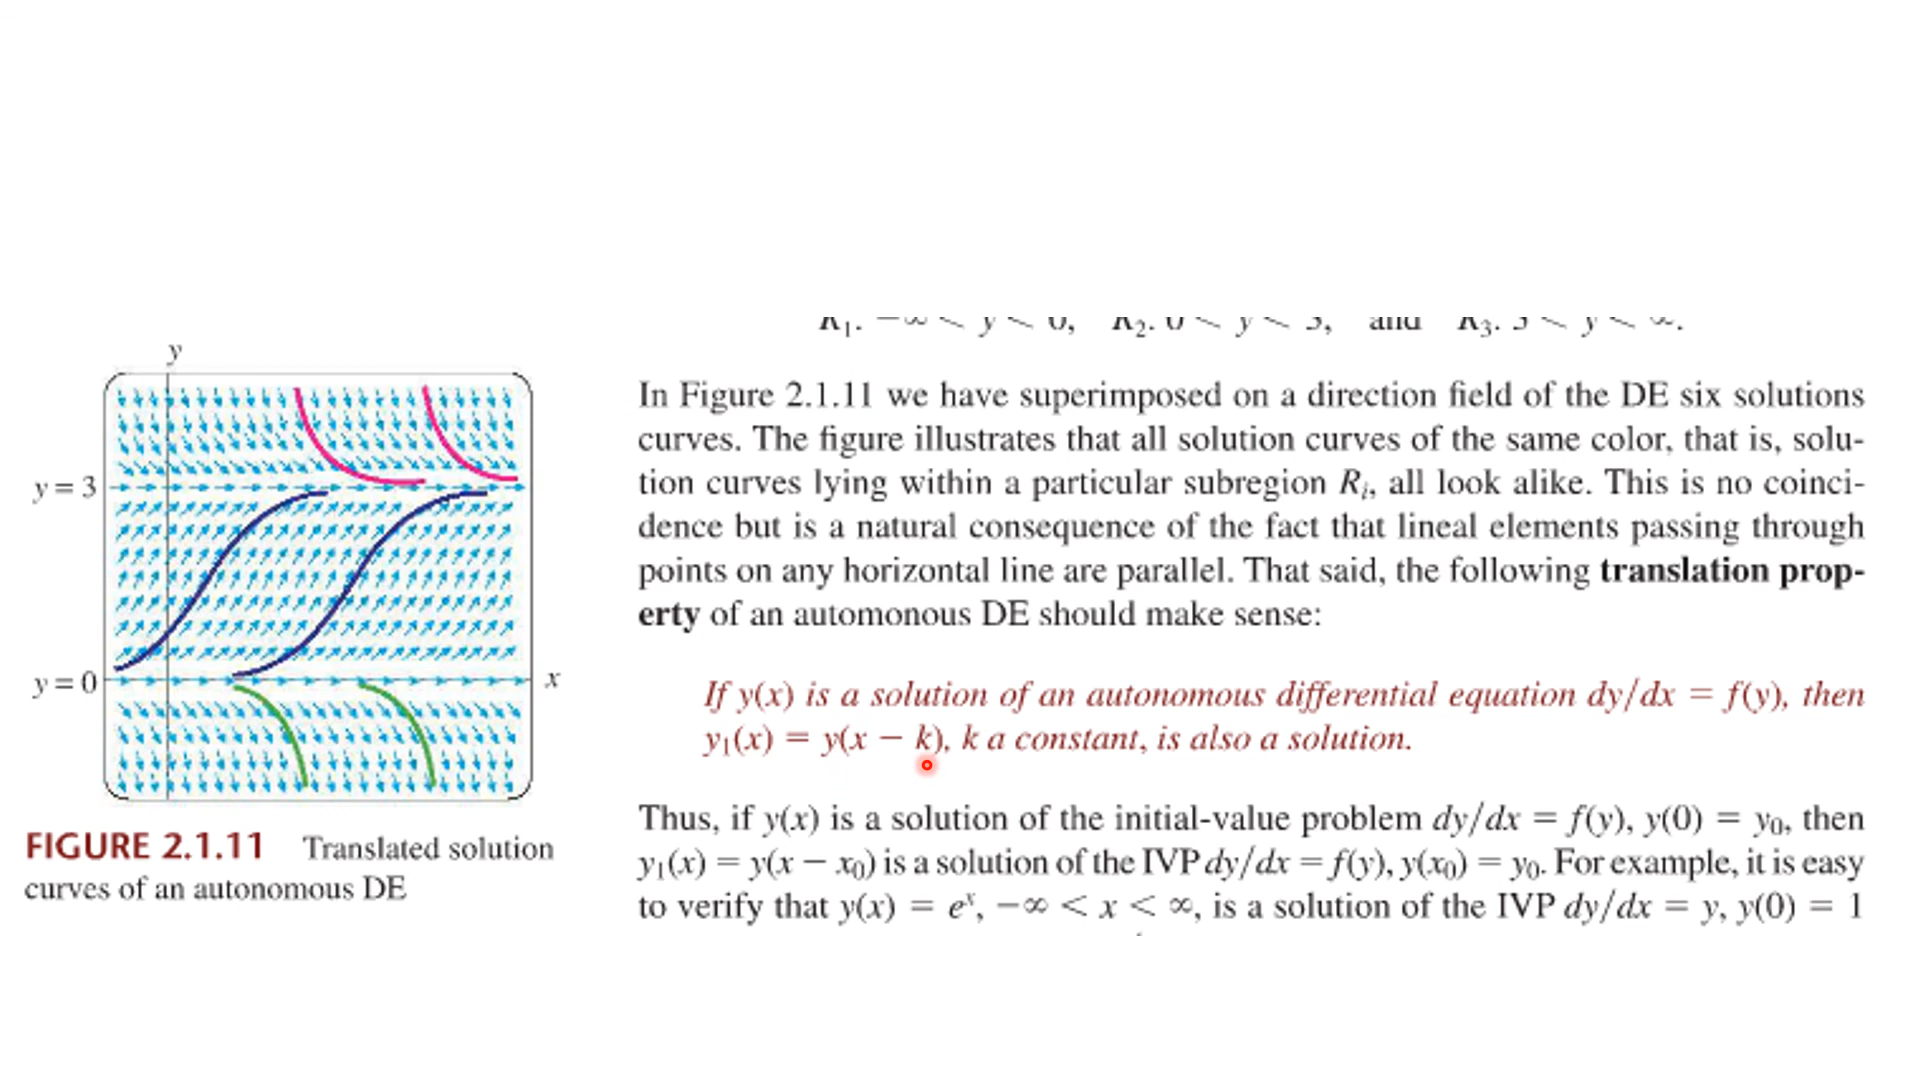 y
y = 3
y = 0
x
FIGURE 2.1.11 Translated solution
curves of an autonomous DE
In Figure 2.1.11 we have superimposed on a direction field of the DE six solutions
curves. The figure illustrates that all solution curves of the same color, that is, solu-
tion curves lying within a particular subregion Rᵢ, all look alike. This is no coinci-
dence but is a natural consequence of the fact that lineal elements passing through
points on any horizontal line are parallel. That said, the following translation prop-
erty of an automonous DE should make sense:
If y(x) is a solution of an autonomous differential equation dy/dx = f(y), then
y₁(x) = y(x − k), k a constant, is also a solution.
Thus, if y(x) is a solution of the initial-value problem dy/dx = f(y), y(0) = y₀, then
y₁(x) = y(x − x₀) is a solution of the IVP dy/dx = f(y), y(x₀) = y₀. For example, it is easy
to verify that y(x) = eˣ, −∞ < x < ∞, is a solution of the IVP dy/dx = y, y(0) = 1